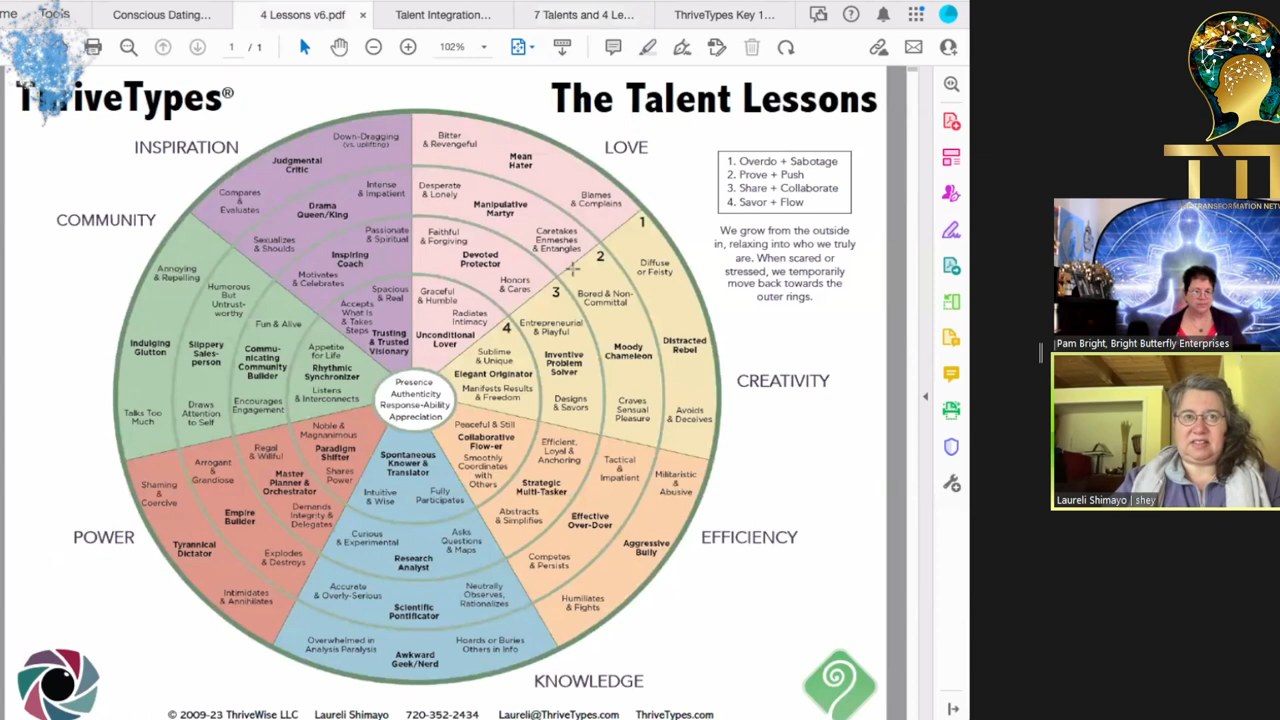 me
Tools
Conscious Dating...
4 Lessons v6.pdf
×
Talent Integration...
7 Talents and 4 Le...
ThriveTypes Key 1...
1 / 1
102%
ThriveTypes®
The Talent Lessons
INSPIRATION
LOVE
COMMUNITY
CREATIVITY
POWER
EFFICIENCY
KNOWLEDGE
1. Overdo + Sabotage
2. Prove + Push
3. Share + Collaborate
4. Savor + Flow
We grow from the outside
in, relaxing into who we truly
are. When scared or
stressed, we temporarily
move back towards the
outer rings.
1
2
3
4
Down-Dragging
(vs. uplifting)
Judgmental
Critic
Compares
&
Evaluates
Intense
& Impatient
Drama
Queen/King
Sexualizes
& Shoulds
Passionate
& Spiritual
Inspiring
Coach
Motivates
& Celebrates
Spacious
& Real
Accepts
What Is
& Takes
Steps
Trusting
& Trusted
Visionary
Bitter
& Revengeful
Mean
Hater
Blames
& Complains
Desperate
& Lonely
Manipulative
Martyr
Caretakes
Enmeshes
& Entangles
Faithful
& Forgiving
Devoted
Protector
Honors
& Cares
Graceful
& Humble
Radiates
Intimacy
Unconditional
Lover
Diffuse
or Feisty
Distracted
Rebel
Avoids
& Deceives
Bored & Non-
Committal
Moody
Chameleon
Craves
Sensual
Pleasure
Entrepreneurial
& Playful
Inventive
Problem
Solver
Designs
& Savors
Sublime
& Unique
Elegant Originator
Manifests Results
& Freedom
Annoying
& Repelling
Indulging
Glutton
Talks Too
Much
Humorous
But
Untrust-
worthy
Slippery
Sales-
person
Draws
Attention
to Self
Fun & Alive
Commu-
nicating
Community
Builder
Encourages
Engagement
Appetite
for Life
Rhythmic
Synchronizer
Listens
& Interconnects
Presence
Authenticity
Response-Ability
Appreciation
Peaceful & Still
Collaborative
Flow-er
Smoothly
Coordinates
with
Others
Efficient,
Loyal &
Anchoring
Strategic
Multi-Tasker
Abstracts
& Simplifies
Tactical
&
Impatient
Effective
Over-Doer
Competes
& Persists
Militaristic
&
Abusive
Aggressive
Bully
Humiliates
& Fights
Noble &
Magnanimous
Paradigm
Shifter
Shares
Power
Regal
& Willful
Master
Planner &
Orchestrator
Demands
Integrity &
Delegates
Arrogant
&
Grandiose
Empire
Builder
Explodes
& Destroys
Shaming
&
Coercive
Tyrannical
Dictator
Intimidates
& Annihilates
Spontaneous
Knower &
Translator
Intuitive
& Wise
Fully
Participates
Curious
& Experimental
Asks
Questions
& Maps
Research
Analyst
Accurate
& Overly-Serious
Neutrally
Observes,
Rationalizes
Scientific
Pontificator
Overwhelmed in
Analysis Paralysis
Hoards or Buries
Others in Info
Awkward
Geek/Nerd
© 2009-23 ThriveWise LLC Laureli Shimayo 720-352-2434 Laureli@ThriveTypes.com ThriveTypes.com
TRANSFORMATION NETW
Pam Bright, Bright Butterfly Enterprises
Laureli Shimayo | shey